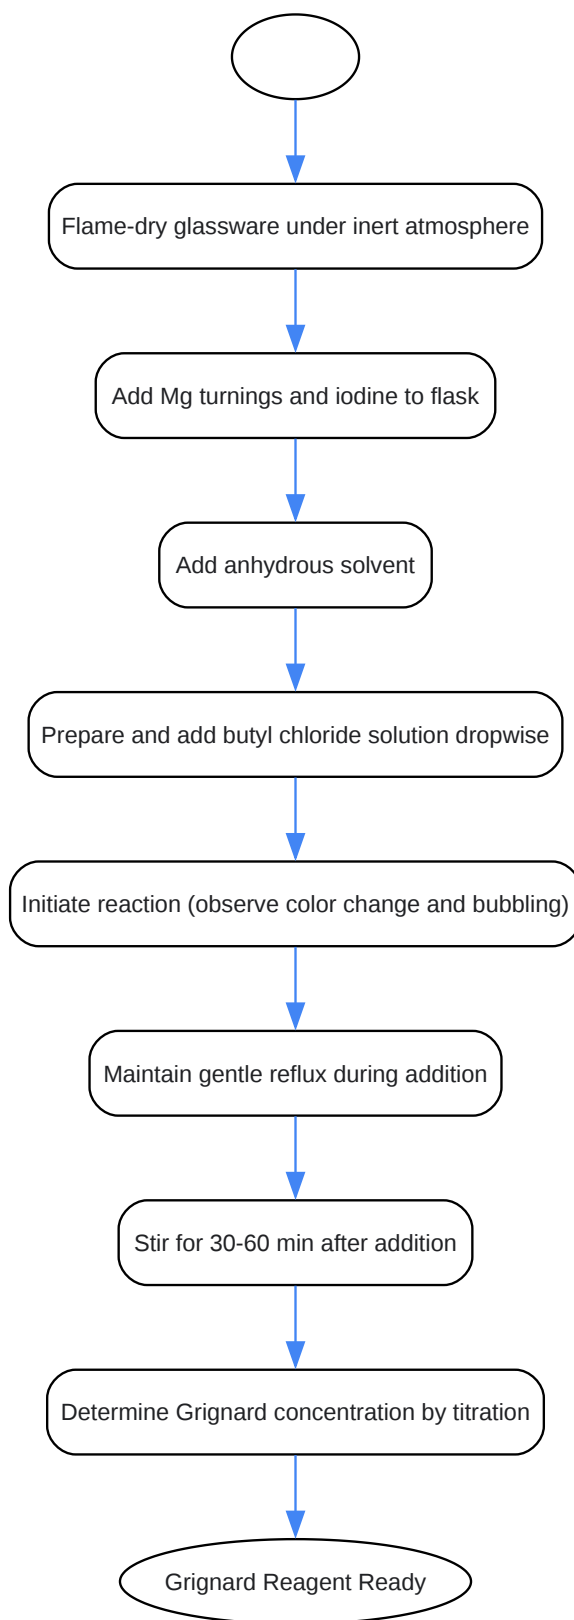 Flame-dry glassware under inert atmosphere
Add Mg turnings and iodine to flask
Add anhydrous solvent
Prepare and add butyl chloride solution dropwise
Initiate reaction (observe color change and bubbling)
Maintain gentle reflux during addition
Stir for 30-60 min after addition
Determine Grignard concentration by titration
Grignard Reagent Ready